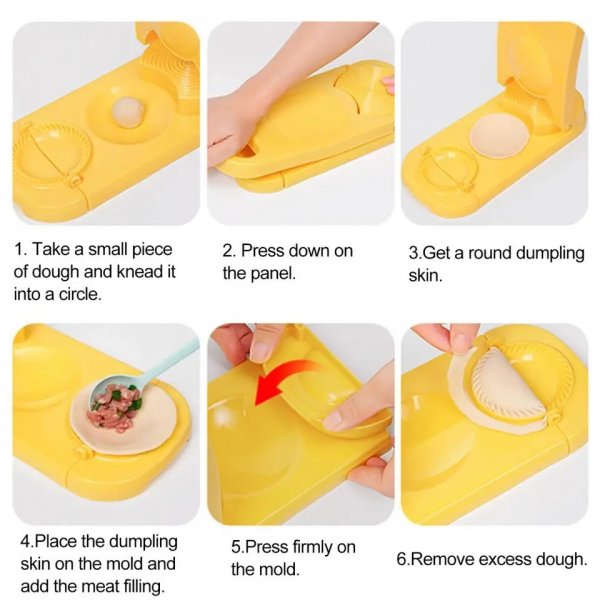 1. Take a small piece
of dough and knead it
into a circle.
2. Press down on
the panel.
3.Get a round dumpling
skin.
4.Place the dumpling
skin on the mold and
add the meat filling.
5.Press firmly on
the mold.
6.Remove excess dough.